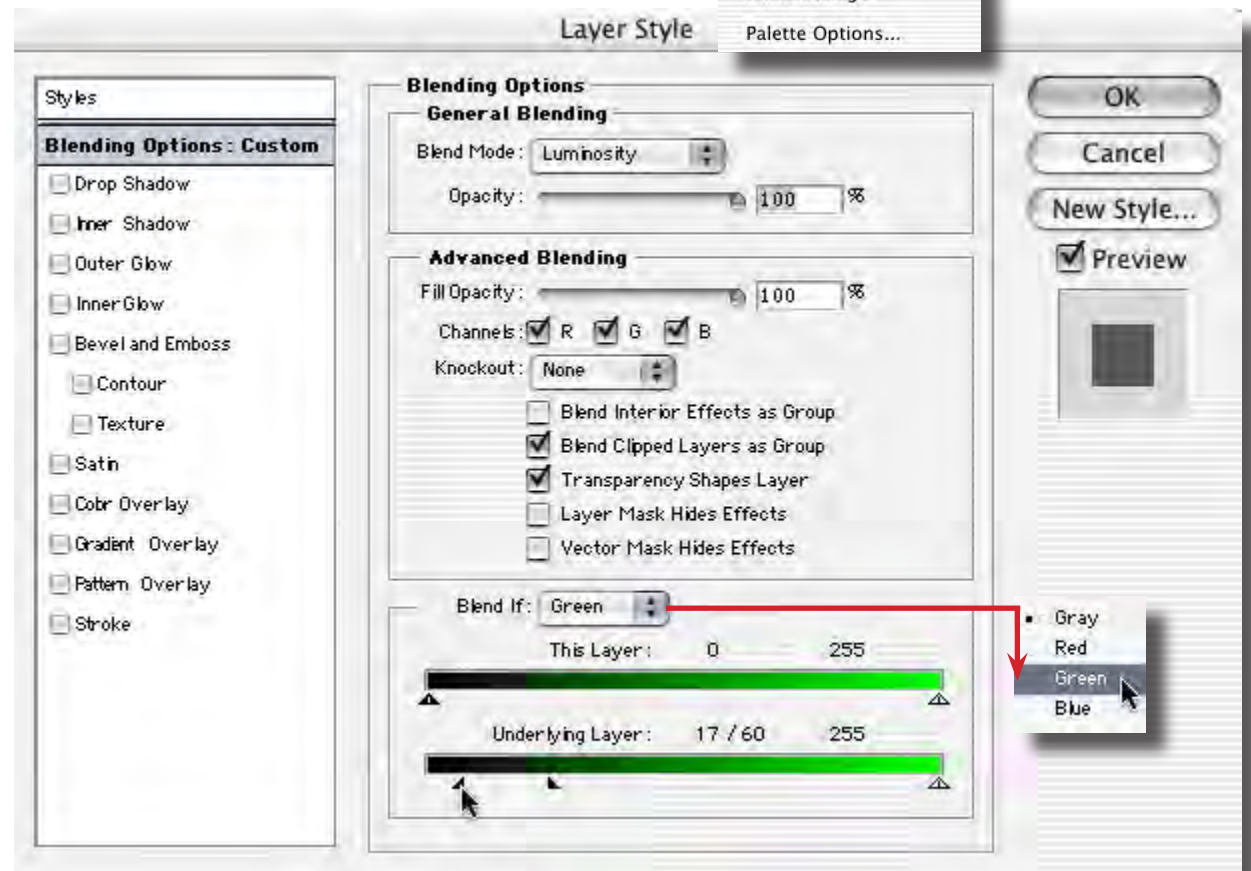 Layer Style
Palette Options...
Styles
Blending Options: Custom
Drop Shadow
Inner Shadow
Outer Glow
Inner Glow
Bevel and Emboss
Contour
Texture
Satin
Color Overlay
Gradient Overlay
Pattern Overlay
Stroke
Blending Options
General Blending
Blend Mode: Luminosity
Opacity: 100 %
Advanced Blending
Fill Opacity: 100 %
Channels: R G B
Knockout: None
Blend Interior Effects as Group
Blend Clipped Layers as Group
Transparency Shapes Layer
Layer Mask Hides Effects
Vector Mask Hides Effects
Blend If: Green
This Layer: 0 255
Underlying Layer: 17 / 60 255
OK
Cancel
New Style...
Preview
Gray
Red
Green
Blue